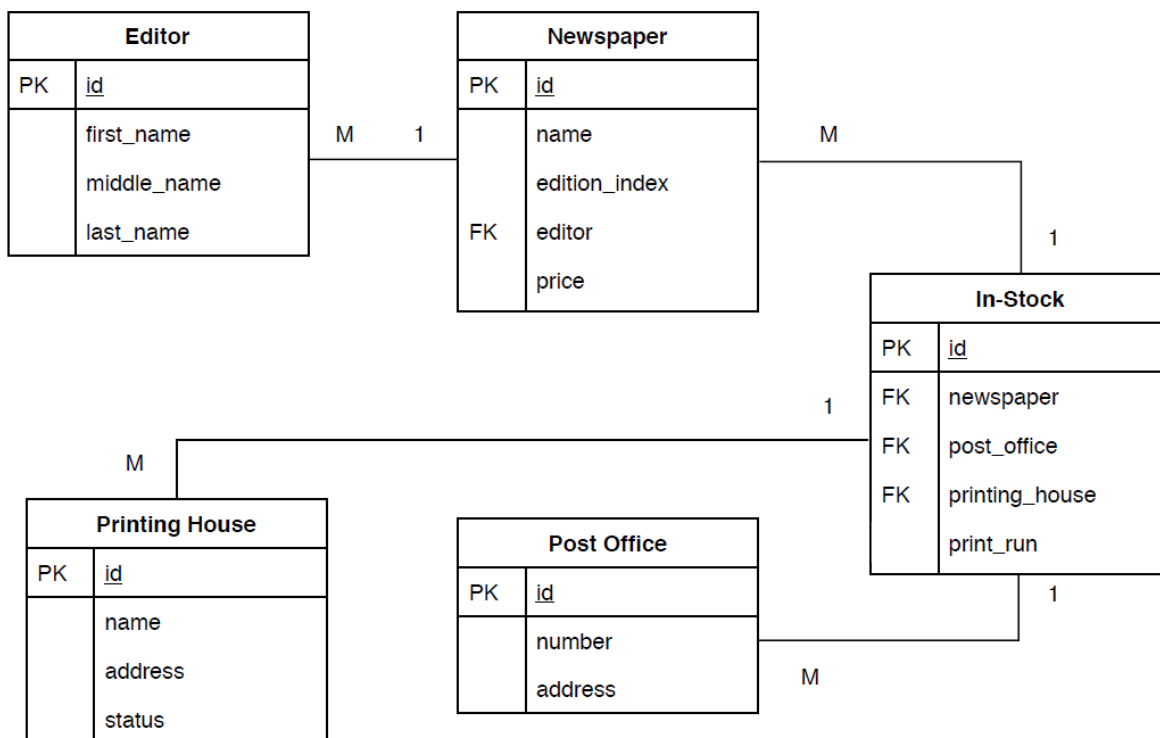 Editor
PK id
first_name
middle_name
last_name
M 1
Newspaper
PK id
name
edition_index
FK editor
price
M
1
In-Stock
PK id
FK newspaper
FK post_office
FK printing_house
print_run
1
M
Printing House
PK id
name
address
status
Post Office
PK id
number
address
1
M